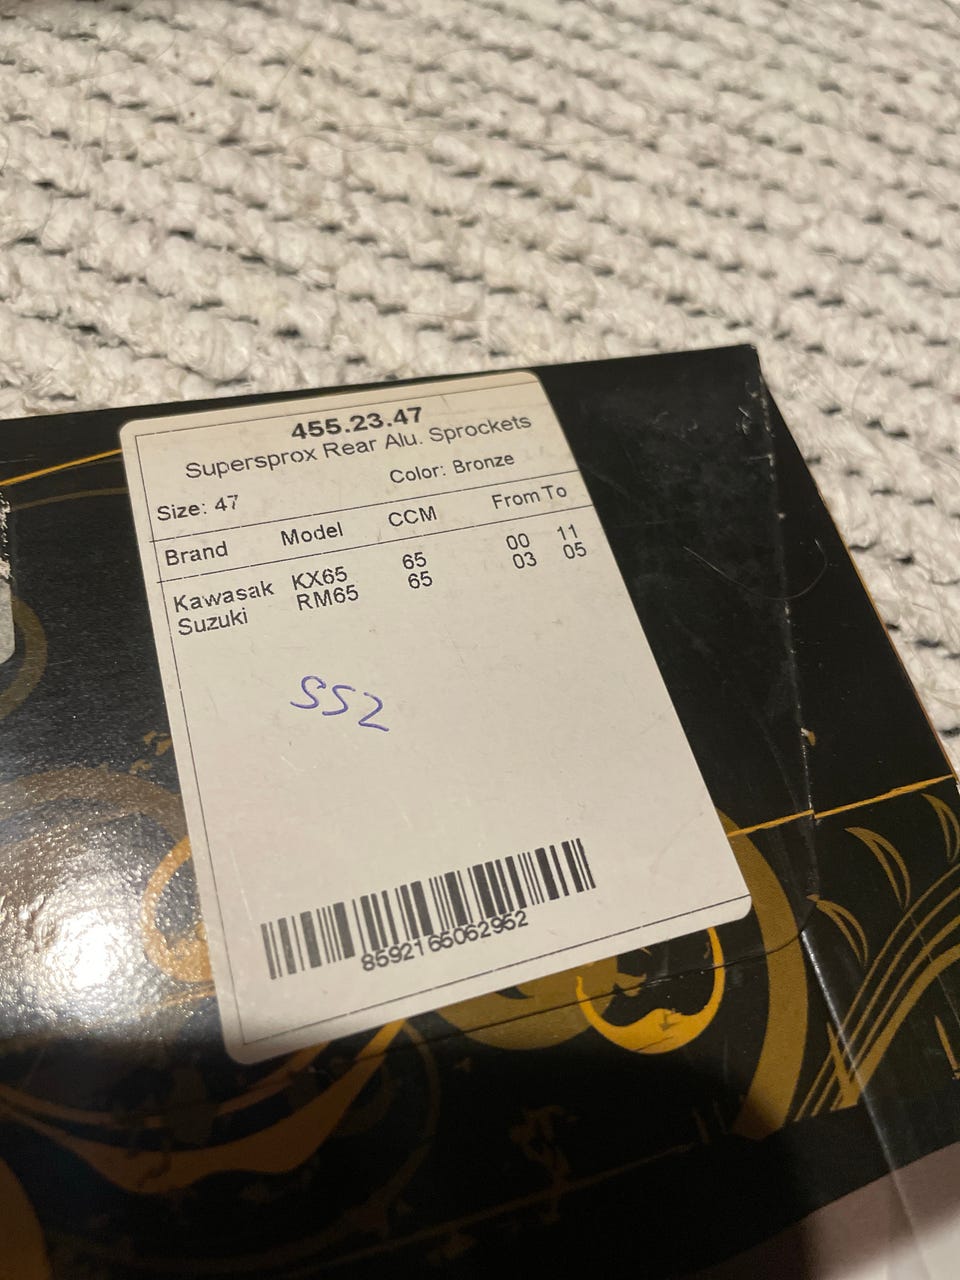 455.23.47
Supersprox Rear Alu. Sprockets
Size: 47 Color: Bronze
Brand Model CCM From To
Kawasak KX65 65 00 11
Suzuki RM65 65 03 05
SS2
8592165062952